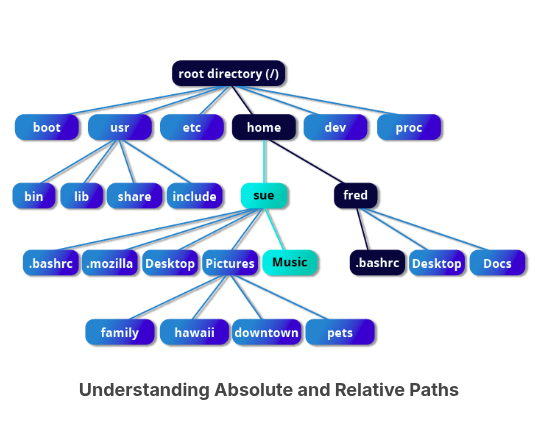 root directory (/)
boot usr etc home dev proc
bin lib share include sue fred
.bashrc .mozilla Desktop Pictures Music .bashrc Desktop Docs
family hawaii downtown pets
Understanding Absolute and Relative Paths